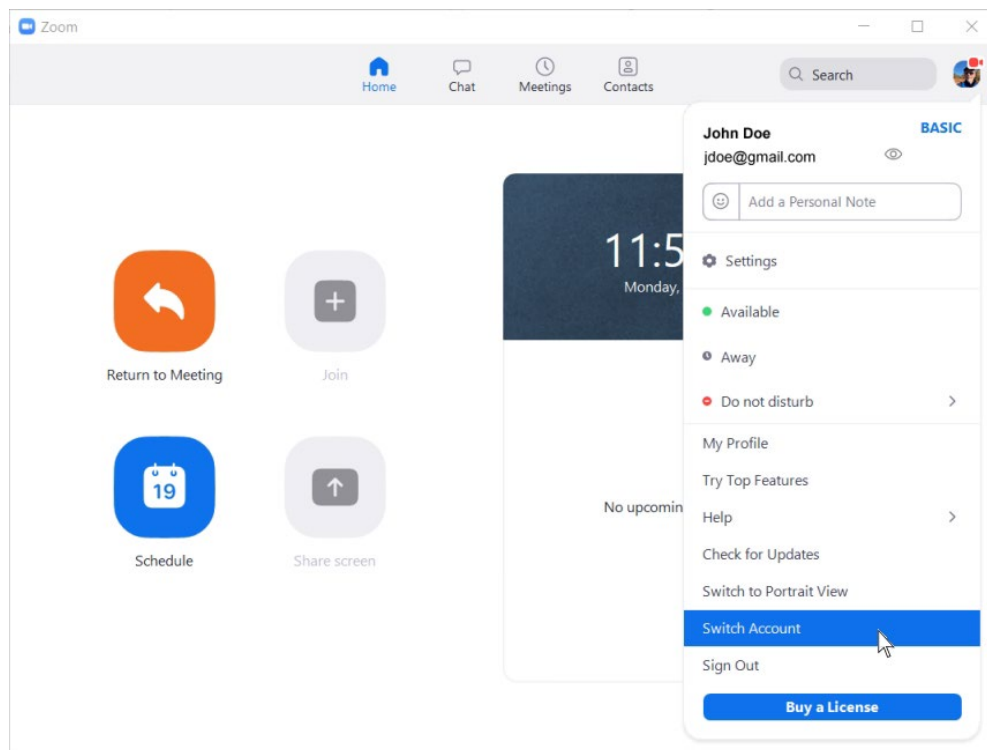 Zoom
Home
Chat
Meetings
Contacts
Search
John Doe
BASIC
jdoe@gmail.com
Add a Personal Note
Settings
Available
Away
Do not disturb
My Profile
Try Top Features
Help
Check for Updates
Switch to Portrait View
Switch Account
Sign Out
Buy a License
11:5
Monday,
No upcomin
Return to Meeting
Join
19
Schedule
Share screen